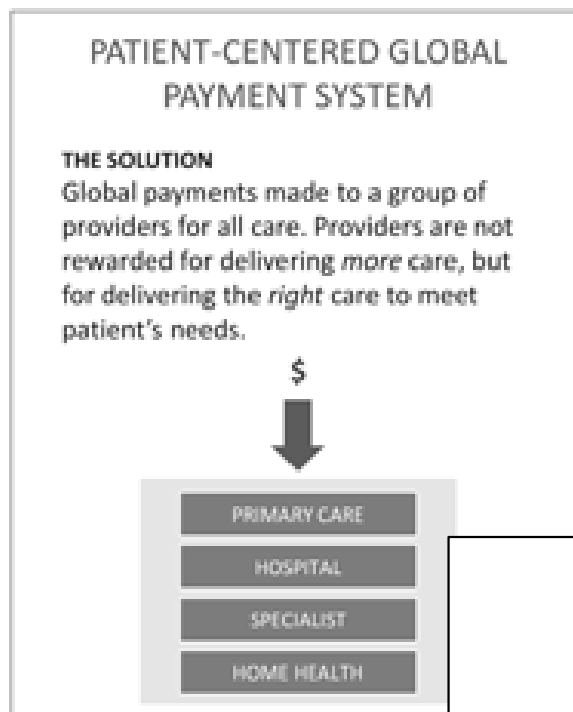 PATIENT-CENTERED GLOBAL
PAYMENT SYSTEM
THE SOLUTION
Global payments made to a group of
providers for all care. Providers are not
rewarded for delivering more care, but
for delivering the right care to meet
patient's needs.
$
PRIMARY CARE
HOSPITAL
SPECIALIST
HOME HEALTH